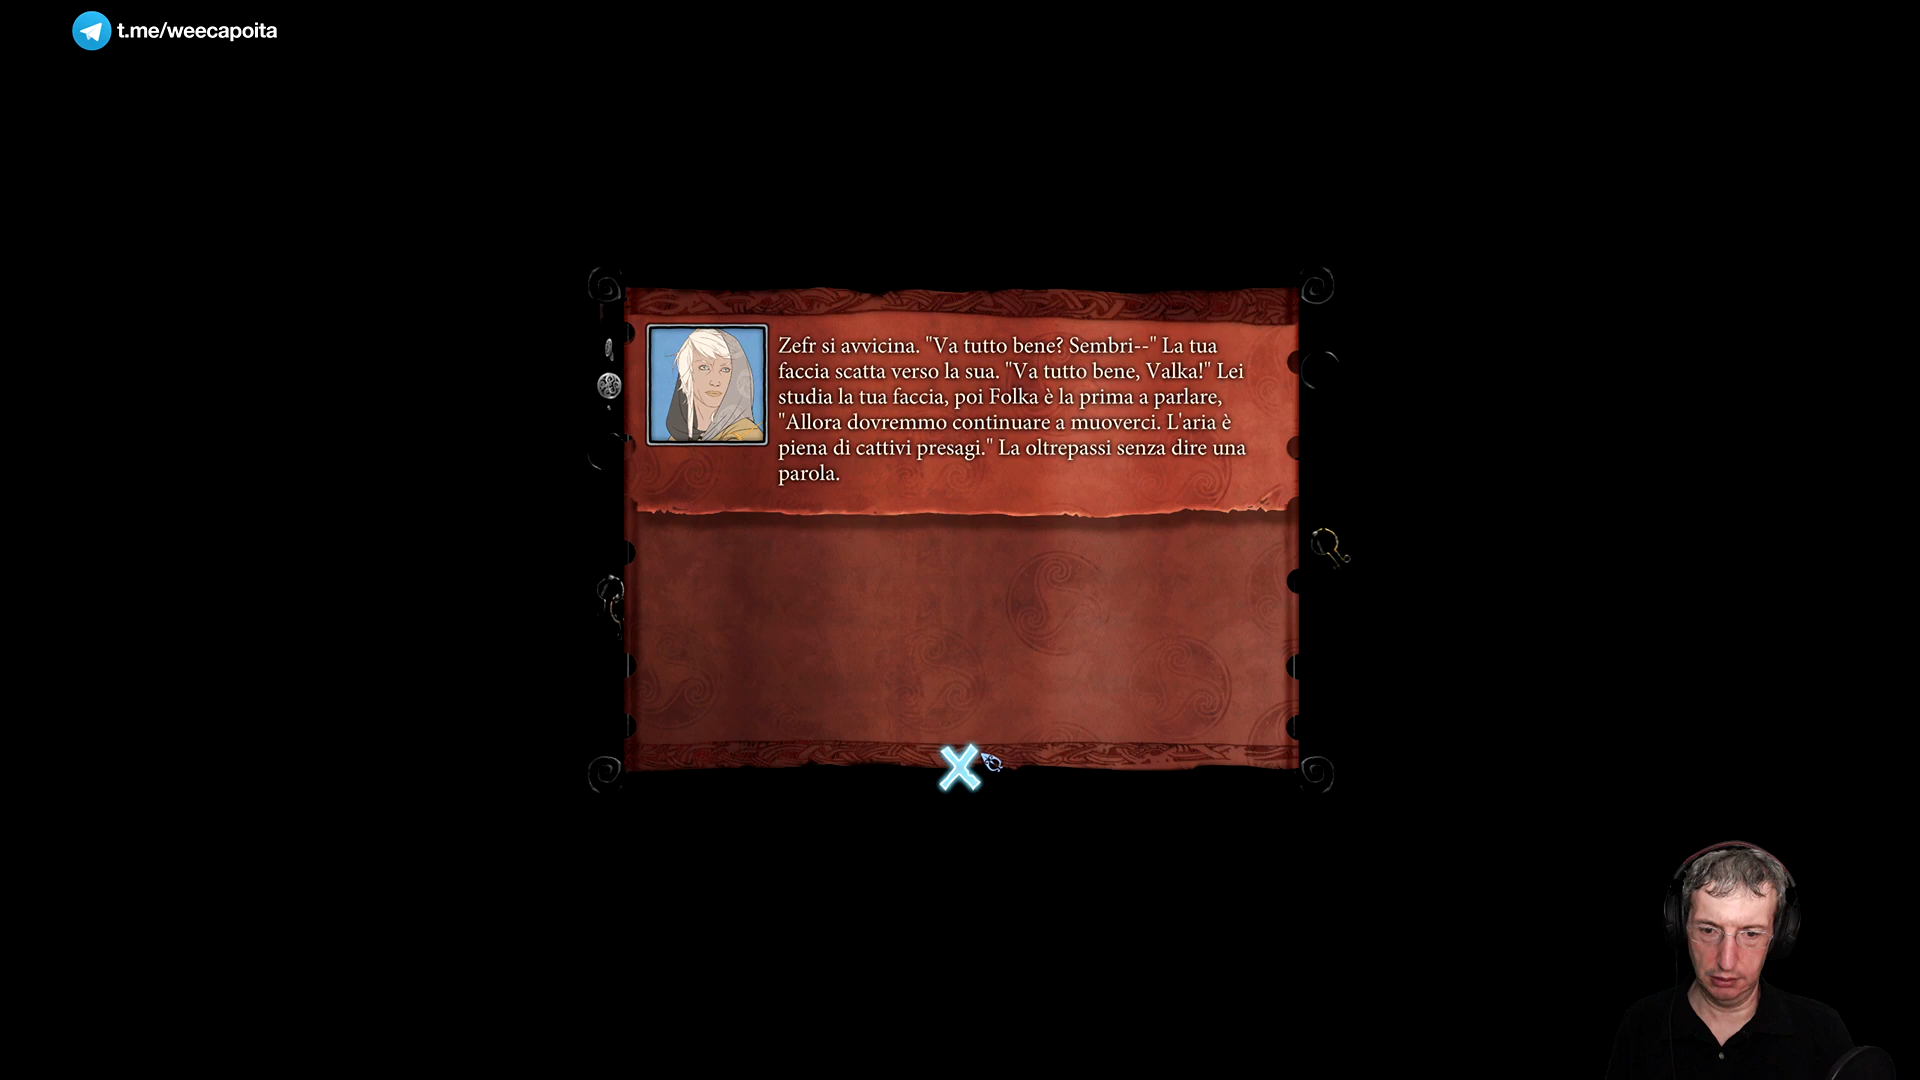 t.me/weecapoita
Zefr si avvicina. "Va tutto bene? Sembri--" La tua
faccia scatta verso la sua. "Va tutto bene, Valka!" Lei
studia la tua faccia, poi Folka è la prima a parlare,
"Allora dovremmo continuare a muoverci. L'aria è
piena di cattivi presagi." La oltrepassi senza dire una
parola.